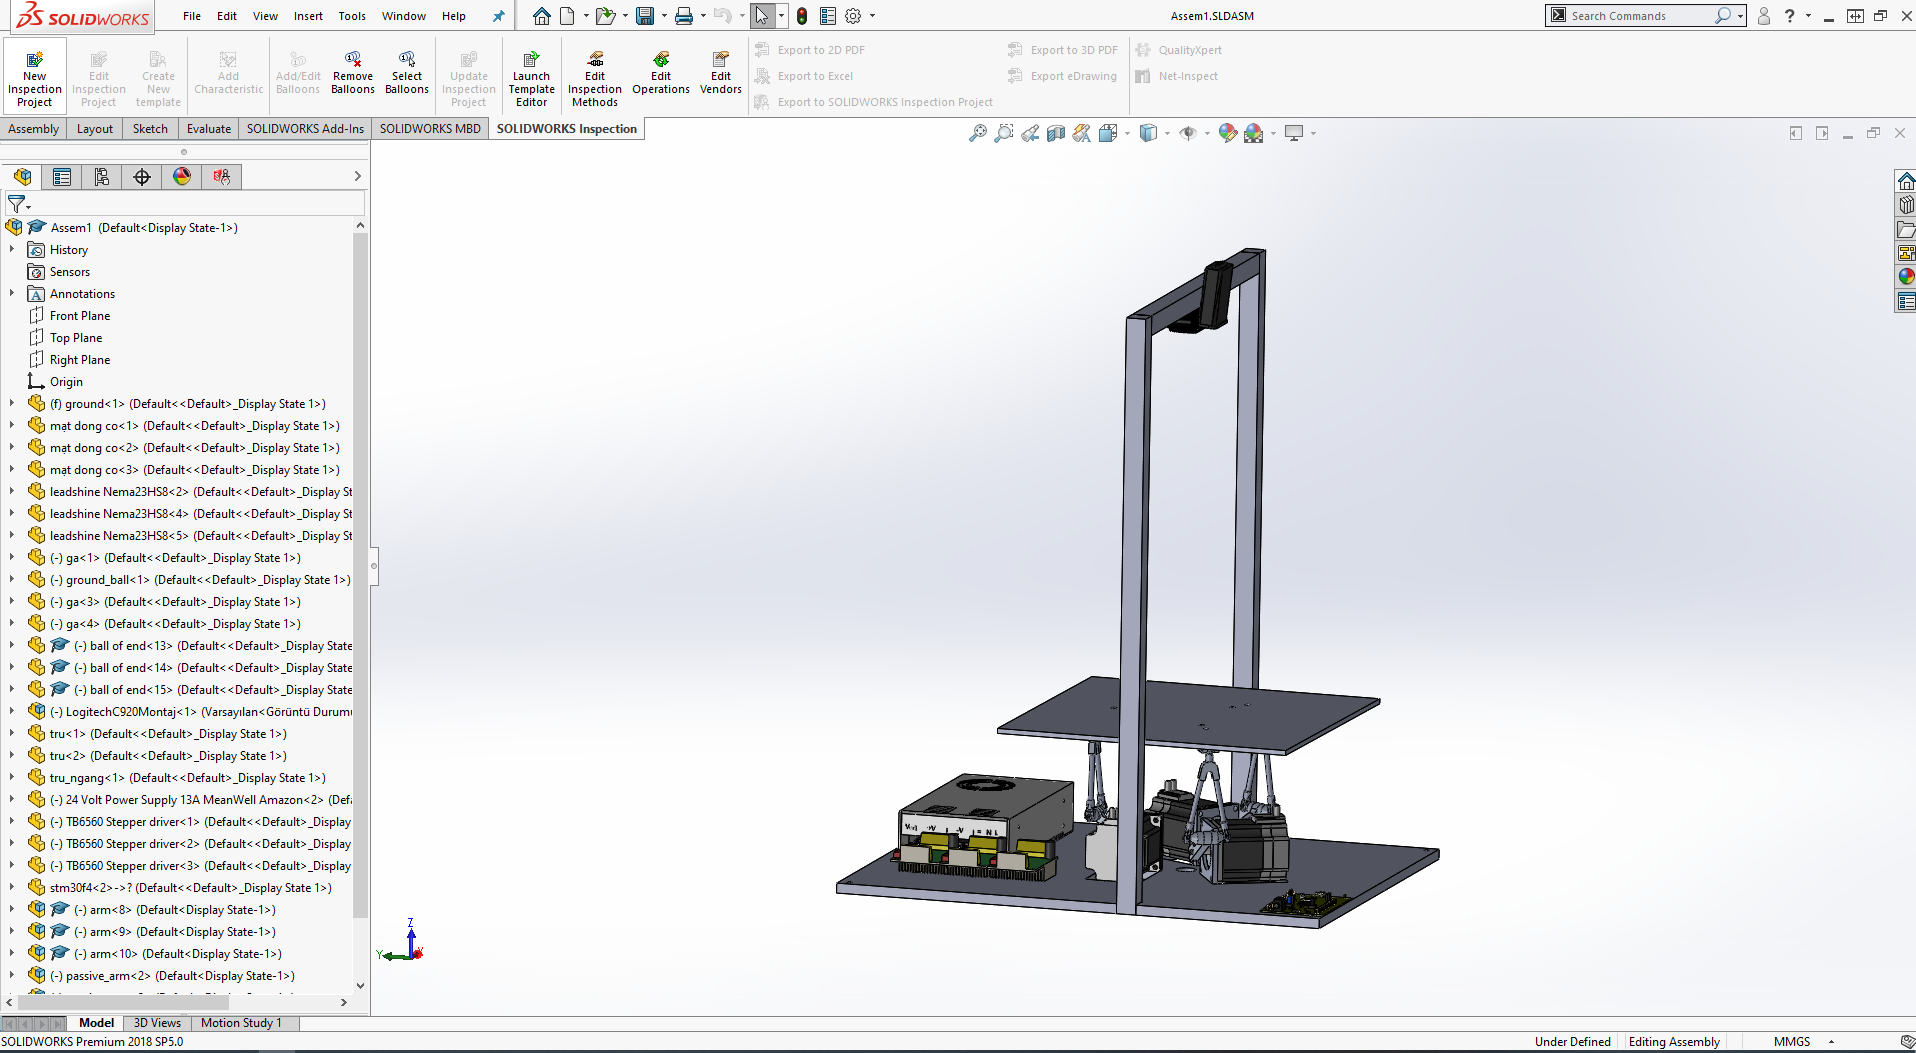 SOLIDWORKS
File Edit View Insert Tools Window Help
Assem1.SLDASM
Search Commands
New Inspection Project
Edit Inspection Project
Create New template
Add Characteristic
Add/Edit Balloons
Remove Balloons
Select Balloons
Update Inspection Project
Launch Template Editor
Edit Inspection Methods
Edit Operations
Edit Vendors
Export to 2D PDF
Export to Excel
Export to SOLIDWORKS Inspection Project
Export to 3D PDF
Export eDrawing
QualityXpert
Net-Inspect
Assembly Layout Sketch Evaluate SOLIDWORKS Add-Ins SOLIDWORKS MBD SOLIDWORKS Inspection
Assem1 (Default<Display State-1>)
History
Sensors
Annotations
Front Plane
Top Plane
Right Plane
Origin
(f) ground<1> (Default<<Default>_Display State 1>)
mạt dong co<1> (Default<<Default>_Display State 1>)
mạt dong co<2> (Default<<Default>_Display State 1>)
mạt dong co<3> (Default<<Default>_Display State 1>)
leadshine Nema23HS8<2> (Default<<Default>_Display St
leadshine Nema23HS8<4> (Default<<Default>_Display St
leadshine Nema23HS8<5> (Default<<Default>_Display St
(-) ga<1> (Default<<Default>_Display State 1>)
(-) ground_ball<1> (Default<<Default>_Display State 1>)
(-) ga<3> (Default<<Default>_Display State 1>)
(-) ga<4> (Default<<Default>_Display State 1>)
(-) ball of end<13> (Default<<Default>_Display State
(-) ball of end<14> (Default<<Default>_Display State
(-) ball of end<15> (Default<<Default>_Display State
(-) LogitechC920Montaj<1> (Varsayılan<Görüntü Durumu
tru<1> (Default<<Default>_Display State 1>)
tru<2> (Default<<Default>_Display State 1>)
tru_ngang<1> (Default<<Default>_Display State 1>)
(-) 24 Volt Power Supply 13A MeanWell Amazon<2> (Defa
(-) TB6560 Stepper driver<1> (Default<<Default>_Display
(-) TB6560 Stepper driver<2> (Default<<Default>_Display
(-) TB6560 Stepper driver<3> (Default<<Default>_Display
stm30f4<2>->? (Default<<Default>_Display State 1>)
(-) arm<8> (Default<Display State-1>)
(-) arm<9> (Default<Display State-1>)
(-) arm<10> (Default<Display State-1>)
(-) passive_arm<2> (Default<Display State-1>)
Z
Y
Model 3D Views Motion Study 1
SOLIDWORKS Premium 2018 SP5.0
Under Defined Editing Assembly MMGS